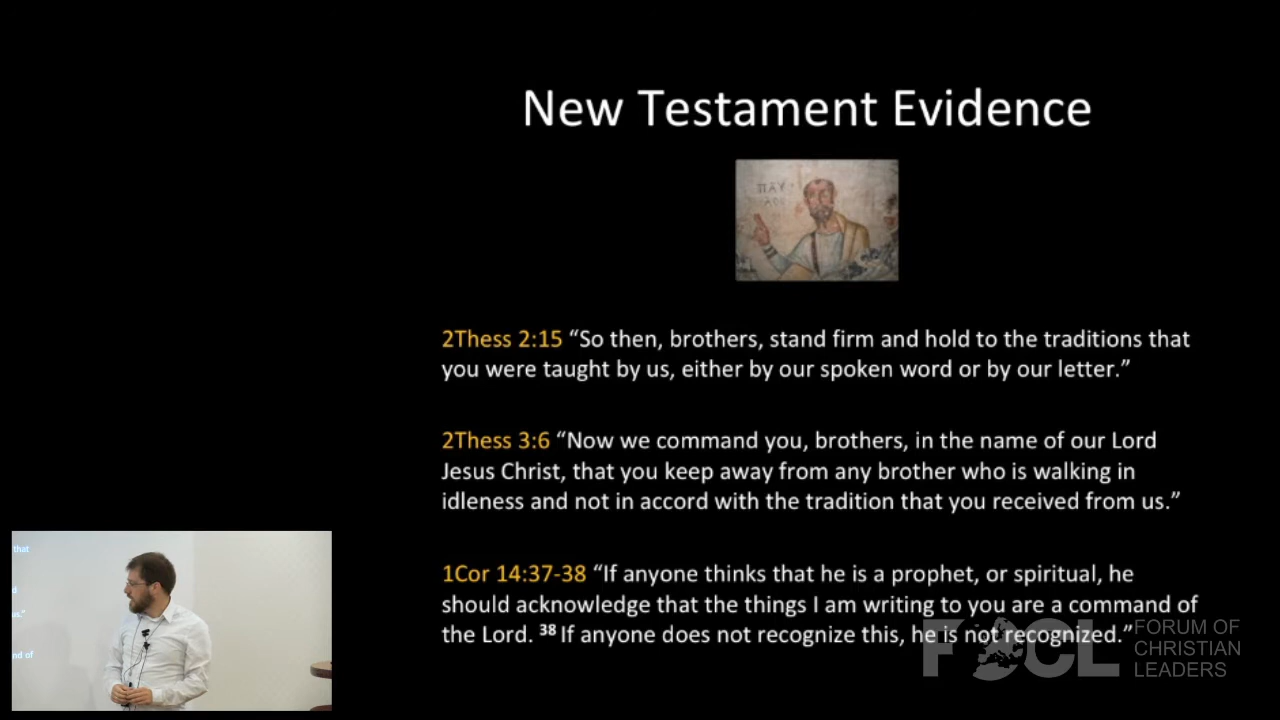 New Testament Evidence
ΠΑΥ
ΛΟΣ
2Thess 2:15 “So then, brothers, stand firm and hold to the traditions that
you were taught by us, either by our spoken word or by our letter.”
2Thess 3:6 “Now we command you, brothers, in the name of our Lord
Jesus Christ, that you keep away from any brother who is walking in
idleness and not in accord with the tradition that you received from us.”
1Cor 14:37-38 “If anyone thinks that he is a prophet, or spiritual, he
should acknowledge that the things I am writing to you are a command of
the Lord. 38 If anyone does not recognize this, he is not recognized.”
that
d
us.”
nd of
FOCL
FORUM OF
CHRISTIAN
LEADERS